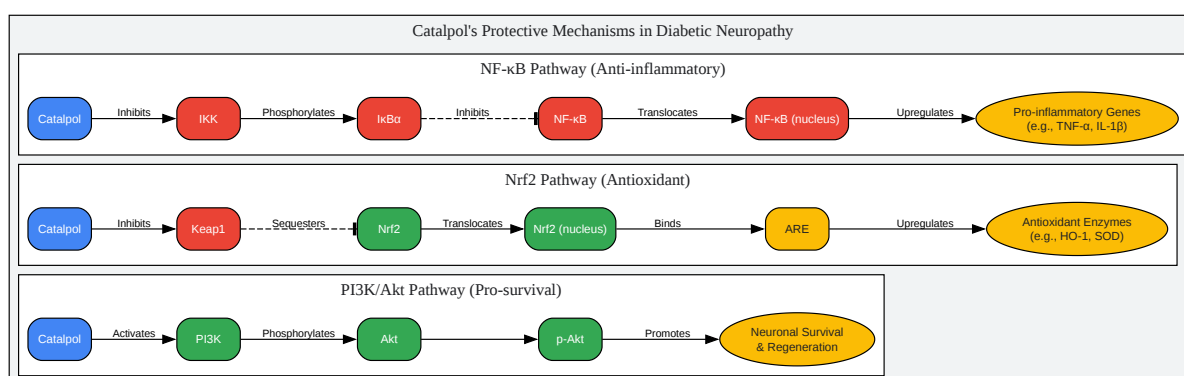 Catalpol's Protective Mechanisms in Diabetic Neuropathy
NF-κB Pathway (Anti-inflammatory)
Catalpol
Inhibits
IKK
Phosphorylates
IκBα
Inhibits
NF-κB
Translocates
NF-κB (nucleus)
Upregulates
Pro-inflammatory Genes
(e.g., TNF-α, IL-1β)
Nrf2 Pathway (Antioxidant)
Catalpol
Inhibits
Keap1
Sequesters
Nrf2
Translocates
Nrf2 (nucleus)
Binds
ARE
Upregulates
Antioxidant Enzymes
(e.g., HO-1, SOD)
PI3K/Akt Pathway (Pro-survival)
Catalpol
Activates
PI3K
Phosphorylates
Akt
p-Akt
Promotes
Neuronal Survival
& Regeneration